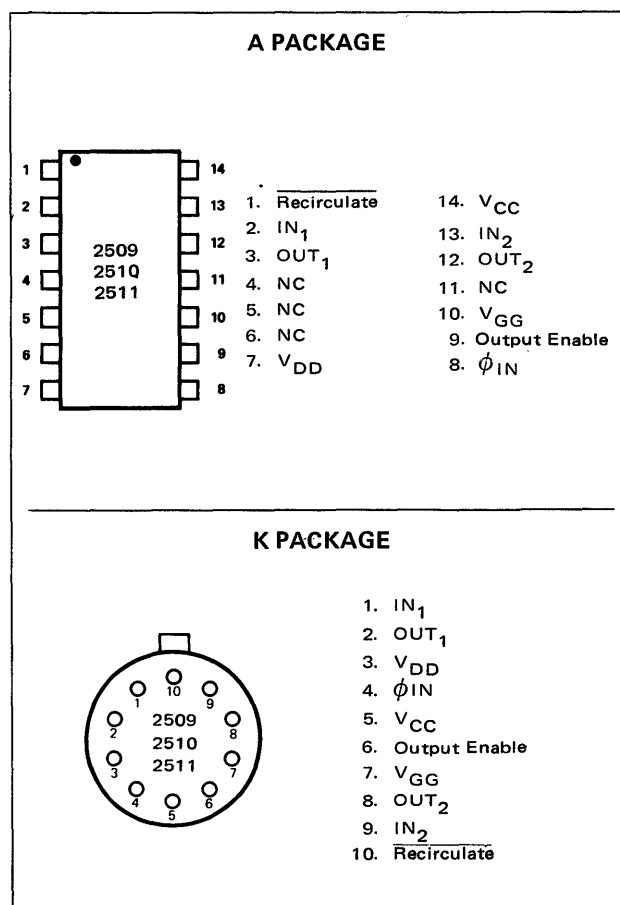 A PACKAGE
1 14
2 13
3 12
4 11
5 10
6 9
7 8
2509
2510
2511
1. Recirculate
2. IN1
3. OUT1
4. NC
5. NC
6. NC
7. VDD
14. VCC
13. IN2
12. OUT2
11. NC
10. VGG
9. Output Enable
8. ϕIN
K PACKAGE
10
1 9
2 8
3 7
4 6
5
2509
2510
2511
1. IN1
2. OUT1
3. VDD
4. ϕIN
5. VCC
6. Output Enable
7. VGG
8. OUT2
9. IN2
10. Recirculate